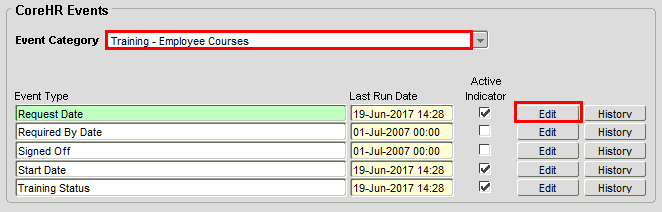 CoreHR Events
Event Category Training - Employee Courses
Active
Event Type Last Run Date Indicator
Request Date 19-Jun-2017 14:28 Edit History
Required By Date 01-Jul-2007 00:00 Edit History
Signed Off 01-Jul-2007 00:00 Edit History
Start Date 19-Jun-2017 14:28 Edit History
Training Status 19-Jun-2017 14:28 Edit History